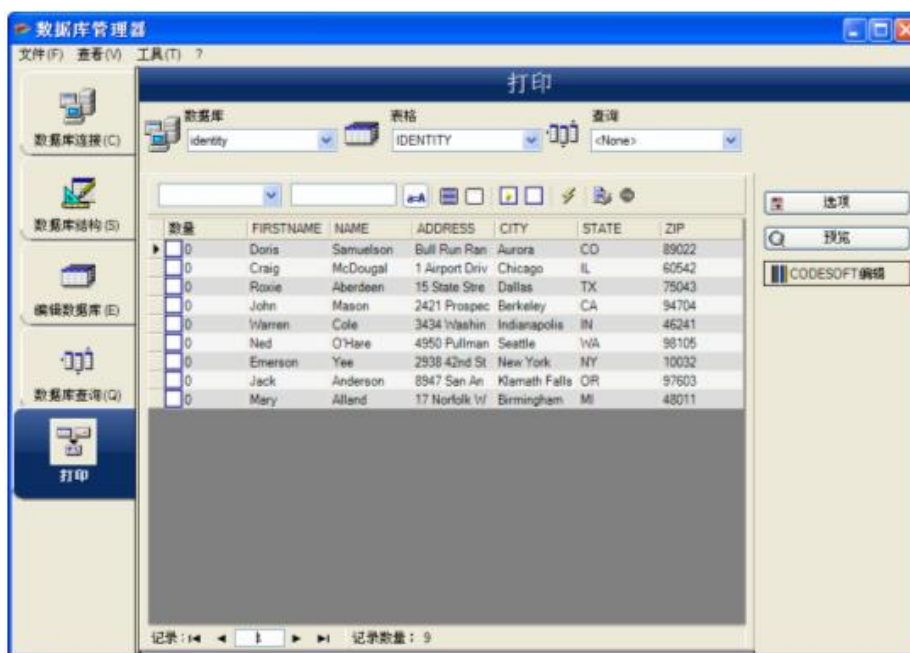 数据库管理器
文件(F) 查看(V) 工具(T) ?
打印
数据库 表格 查询
identity IDENTITY <None>
数据库连接(C)
数据库结构(S)
编辑数据库(E)
数据库查询(Q)
打印
a=A
选项
预览
CODESOFT编辑
数量 FIRSTNAME NAME ADDRESS CITY STATE ZIP
0 Doris Samuelson Bull Run Ran Aurora CO 89022
0 Craig McDougal 1 Airport Driv Chicago IL 60542
0 Roxie Aberdeen 15 State Stre Dallas TX 75043
0 John Mason 2421 Prospec Berkeley CA 94704
0 Warren Cole 3434 Washin Indianapolis IN 46241
0 Ned O'Hare 4950 Pullman Seattle WA 98105
0 Emerson Yee 2938 42nd St New York NY 10032
0 Jack Anderson 8947 San An Klamath Falls OR 97603
0 Mary Alland 17 Norfolk W Birmingham MI 48011
记录: 1 记录数量: 9